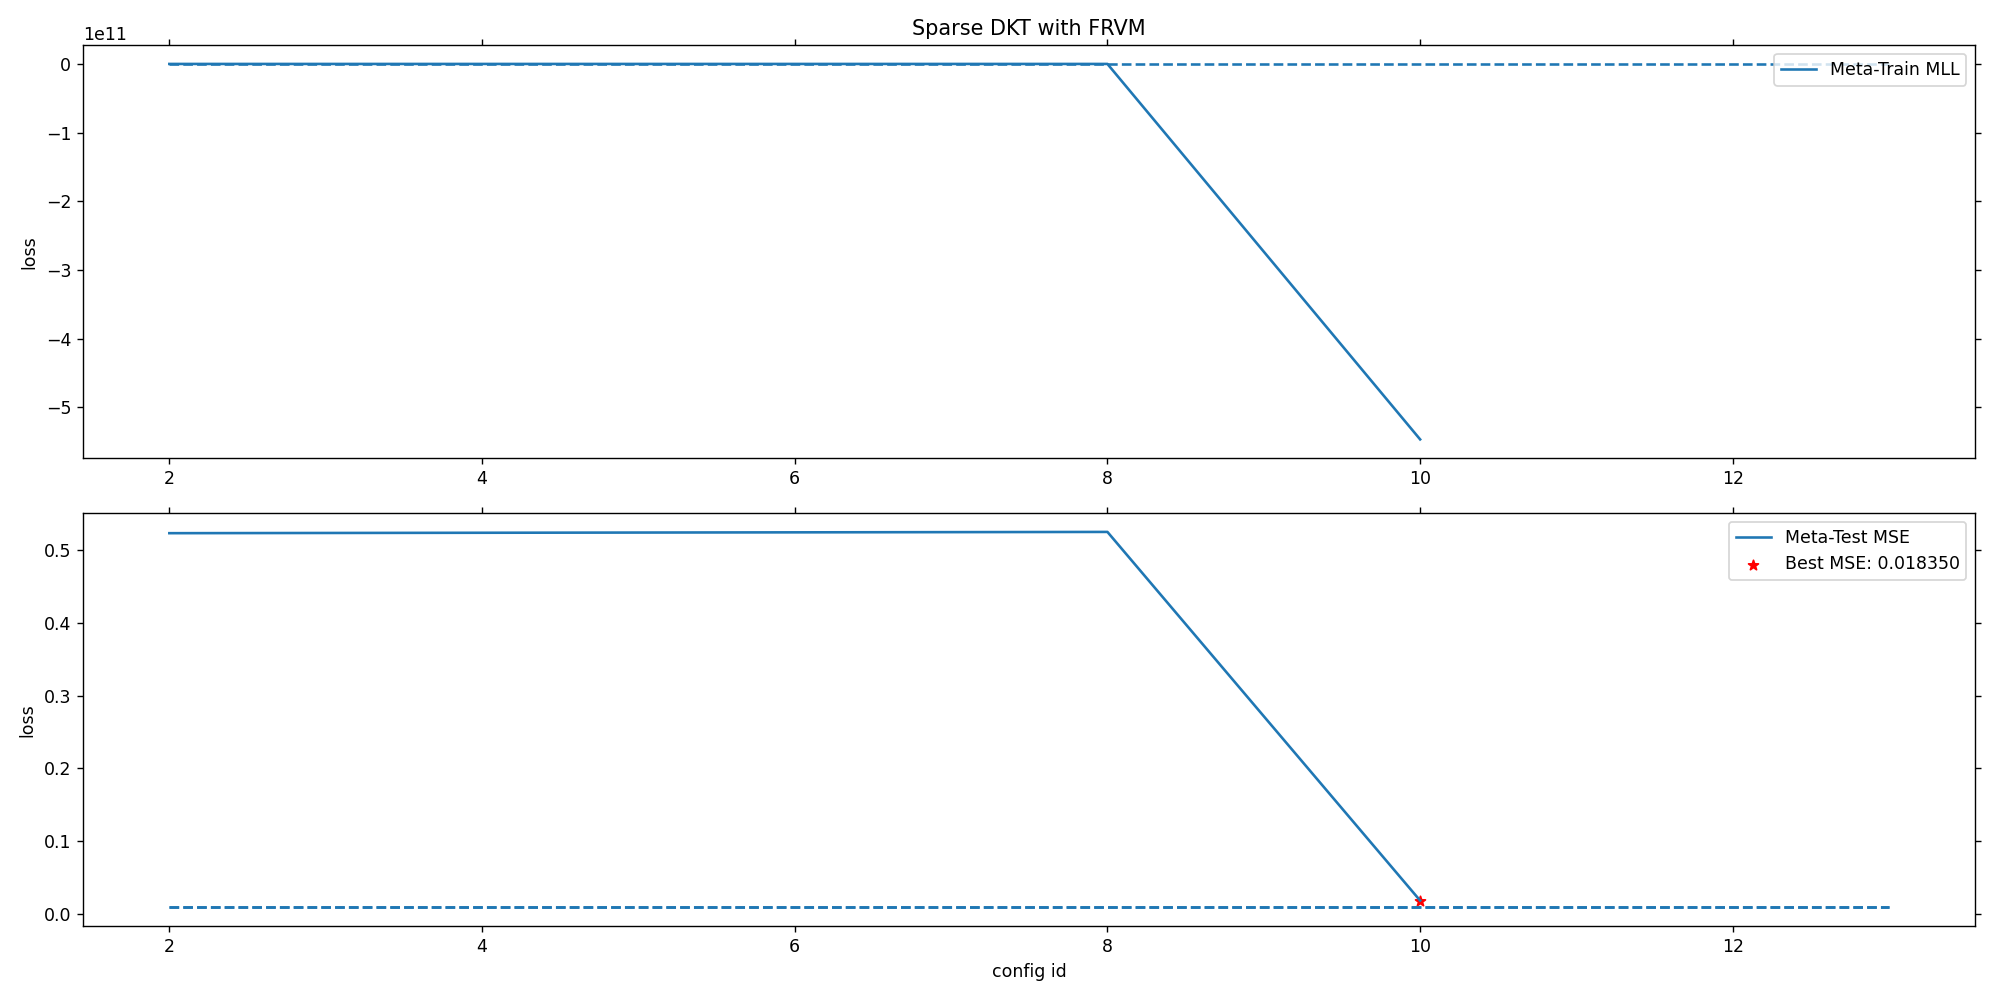 Sparse DKT with FRVM
1e11
Meta-Train MLL
0
−1
−2
−3
−4
−5
loss
2 4 6 8 10 12
Meta-Test MSE
Best MSE: 0.018350
0.5
0.4
0.3
0.2
0.1
0.0
loss
2 4 6 8 10 12
config id